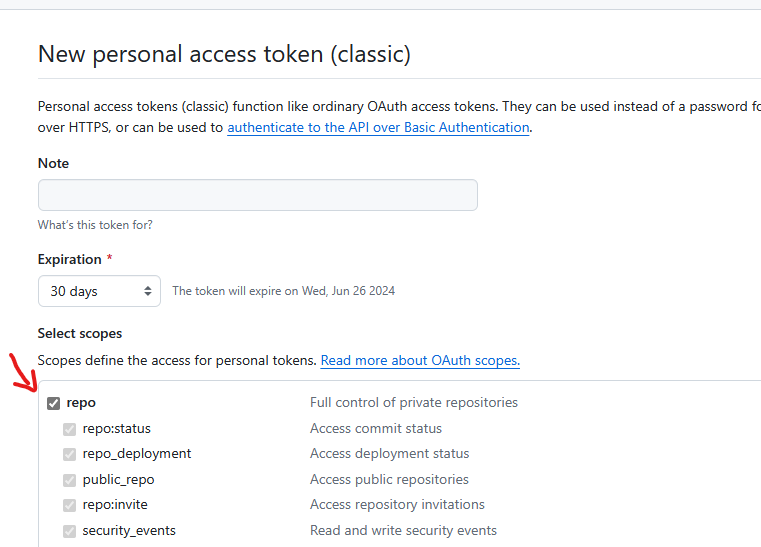 New personal access token (classic)
Personal access tokens (classic) function like ordinary OAuth access tokens. They can be used instead of a password
over HTTPS, or can be used to authenticate to the API over Basic Authentication.
Note
What's this token for?
Expiration *
30 days The token will expire on Wed, Jun 26 2024
Select scopes
Scopes define the access for personal tokens. Read more about OAuth scopes.
repo Full control of private repositories
repo:status Access commit status
repo_deployment Access deployment status
public_repo Access public repositories
repo:invite Access repository invitations
security_events Read and write security events